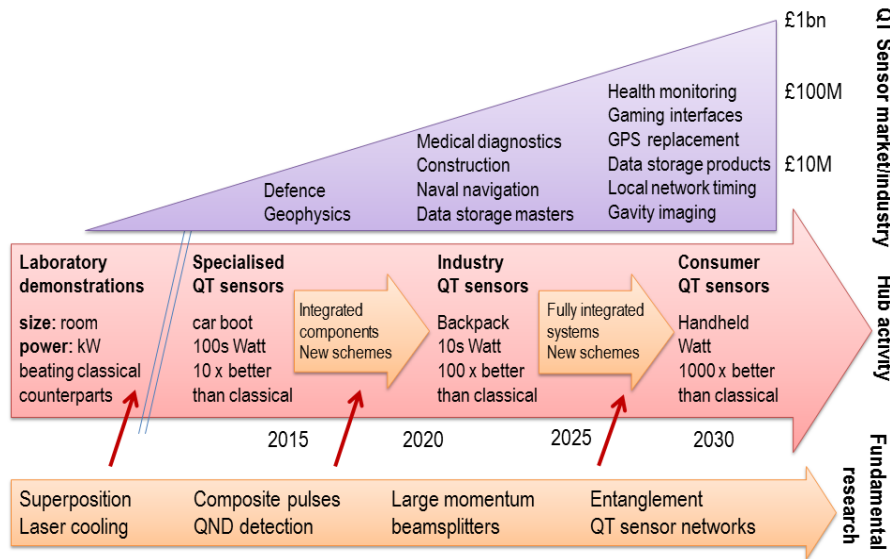 £1bn
£100M
£10M
QT Sensor market/industry
Health monitoring
Gaming interfaces
GPS replacement
Data storage products
Local network timing
Gavity imaging
Medical diagnostics
Construction
Naval navigation
Data storage masters
Defence
Geophysics
Laboratory
demonstrations
size: room
power: kW
beating classical
counterparts
Specialised
QT sensors
car boot
100s Watt
10 x better
than classical
Integrated
components
New schemes
Industry
QT sensors
Backpack
10s Watt
100 x better
than classical
Fully integrated
systems
New schemes
Consumer
QT sensors
Handheld
Watt
1000 x better
than classical
Hub activity
2015
2020
2025
2030
Superposition
Laser cooling
Composite pulses
QND detection
Large momentum
beamsplitters
Entanglement
QT sensor networks
Fundamental
research